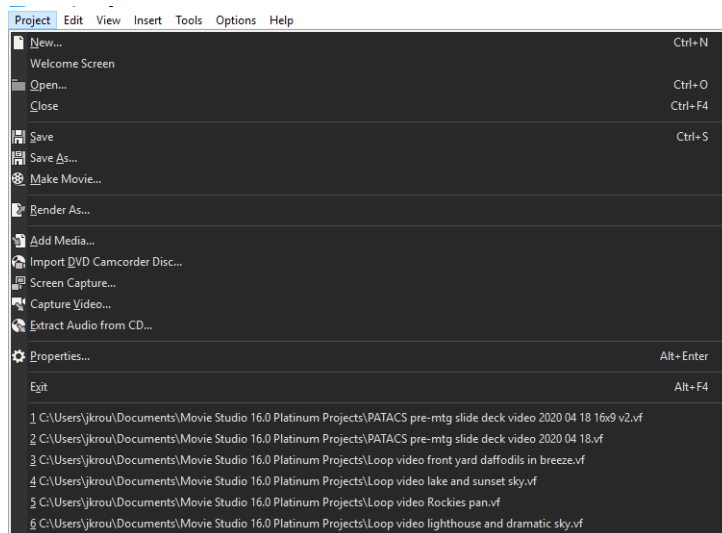 Project Edit View Insert Tools Options Help
New... Ctrl+N
Welcome Screen
Open... Ctrl+O
Close Ctrl+F4
Save Ctrl+S
Save As...
Make Movie...
Render As...
Add Media...
Import DVD Camcorder Disc...
Screen Capture...
Capture Video...
Extract Audio from CD...
Properties... Alt+Enter
Exit Alt+F4
1 C:\Users\jkrou\Documents\Movie Studio 16.0 Platinum Projects\PATACS pre-mtg slide deck video 2020 04 18 16x9 v2.vf
2 C:\Users\jkrou\Documents\Movie Studio 16.0 Platinum Projects\PATACS pre-mtg slide deck video 2020 04 18.vf
3 C:\Users\jkrou\Documents\Movie Studio 16.0 Platinum Projects\Loop video front yard daffodils in breeze.vf
4 C:\Users\jkrou\Documents\Movie Studio 16.0 Platinum Projects\Loop video lake and sunset sky.vf
5 C:\Users\jkrou\Documents\Movie Studio 16.0 Platinum Projects\Loop video Rockies pan.vf
6 C:\Users\jkrou\Documents\Movie Studio 16.0 Platinum Projects\Loop video lighthouse and dramatic sky.vf